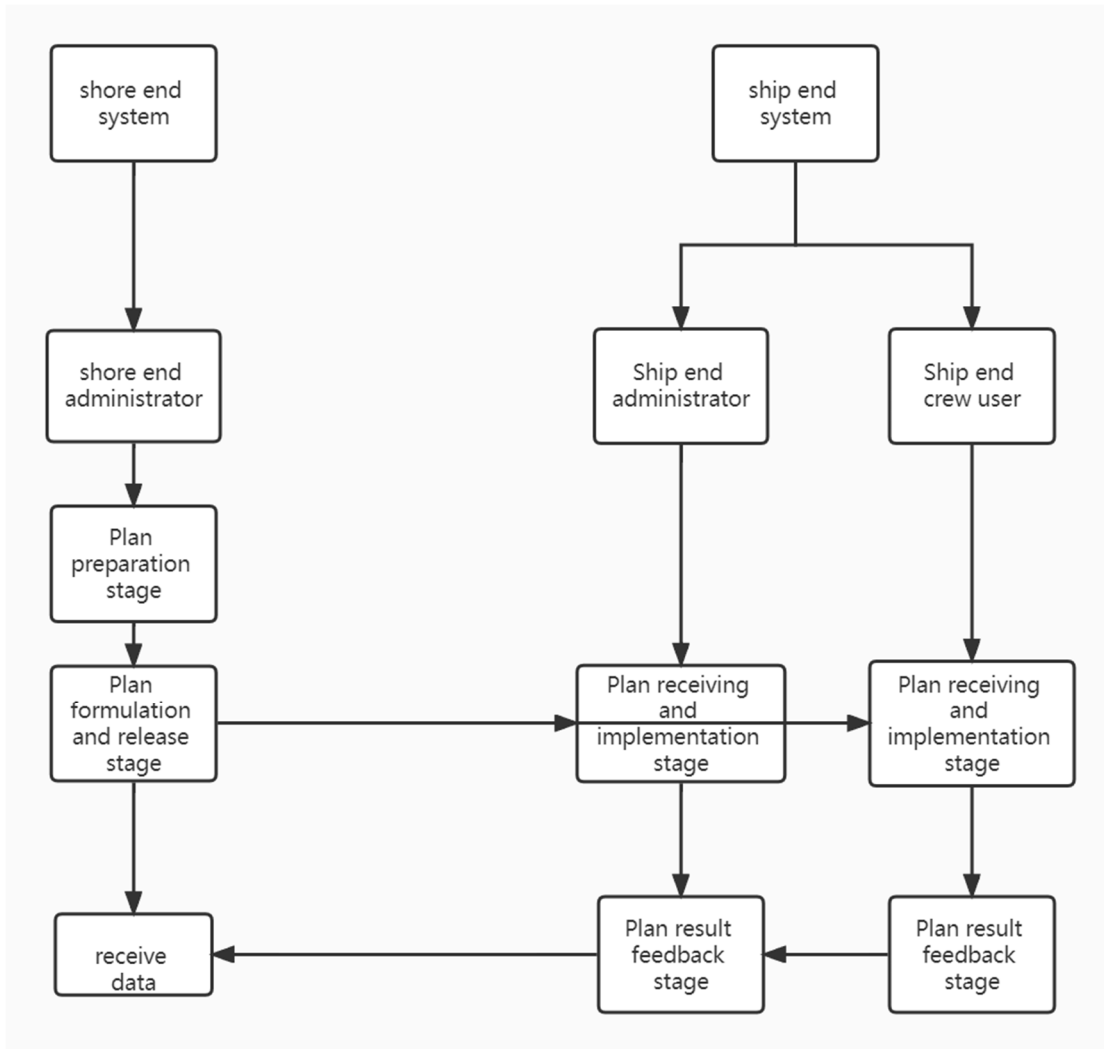 shore end
system
ship end
system
shore end
administrator
Ship end
administrator
Ship end
crew user
Plan
preparation
stage
Plan
formulation
and release
stage
Plan receiving
and
implementation
stage
Plan receiving
and
implementation
stage
receive
data
Plan result
feedback
stage
Plan result
feedback
stage